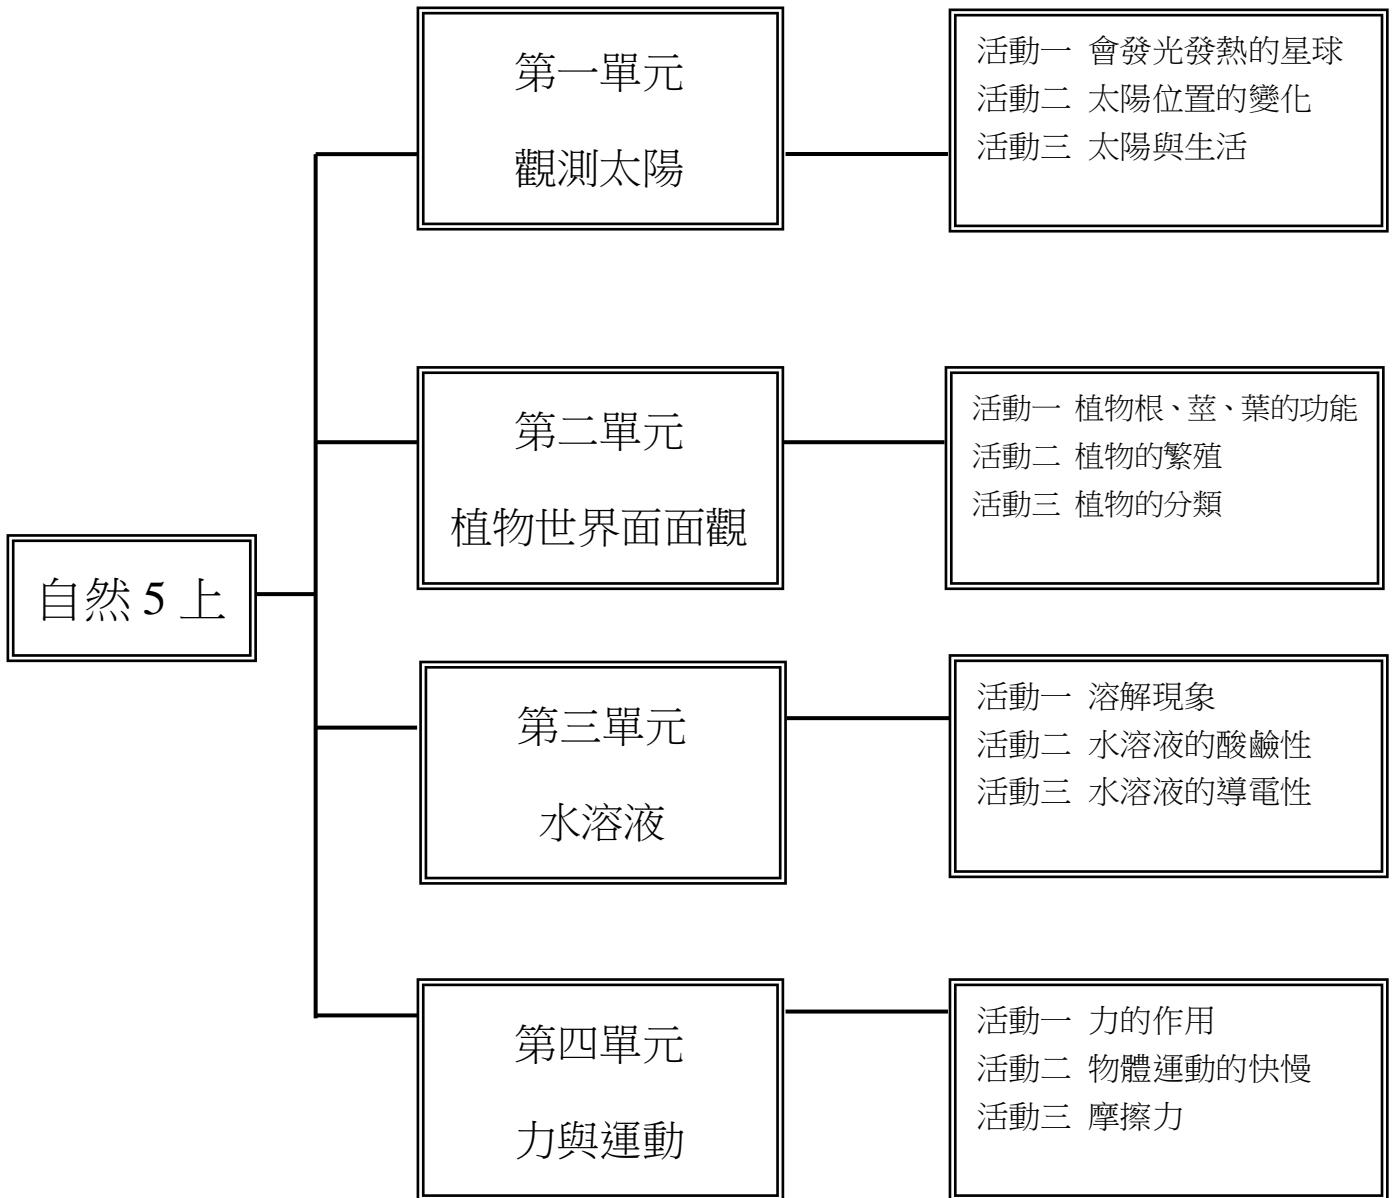 自然 5 上
第一單元
觀測太陽
活動一 會發光發熱的星球
活動二 太陽位置的變化
活動三 太陽與生活
第二單元
植物世界面面觀
活動一 植物根、莖、葉的功能
活動二 植物的繁殖
活動三 植物的分類
第三單元
水溶液
活動一 溶解現象
活動二 水溶液的酸鹼性
活動三 水溶液的導電性
第四單元
力與運動
活動一 力的作用
活動二 物體運動的快慢
活動三 摩擦力